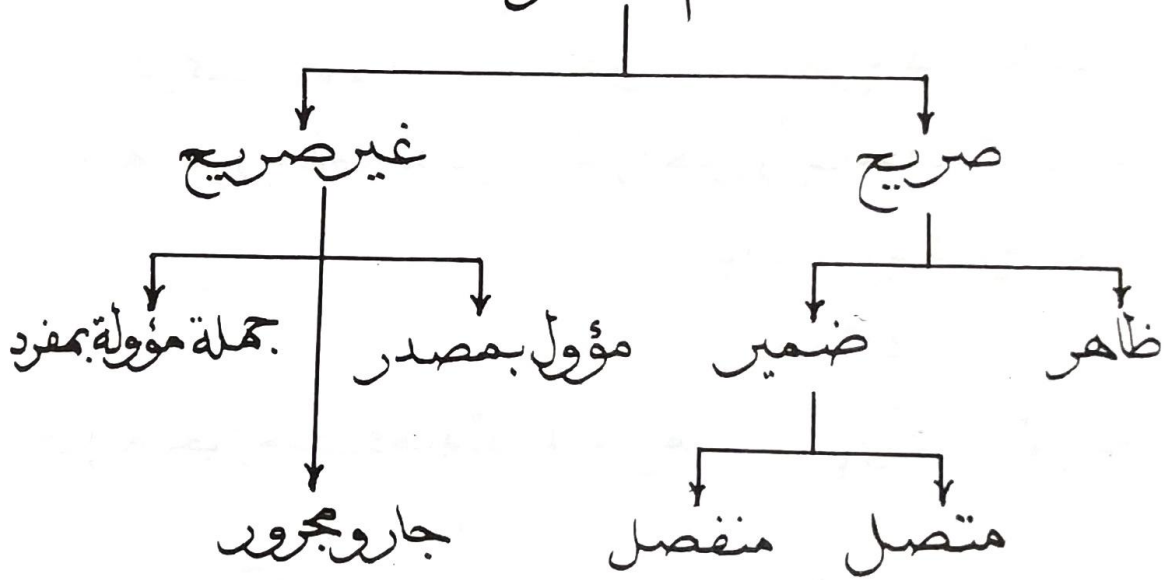 صريح غير صريح
ظاهر ضمير مؤول بمصدر جملة مؤولة بمفرد
متصل منفصل جار ومجرور